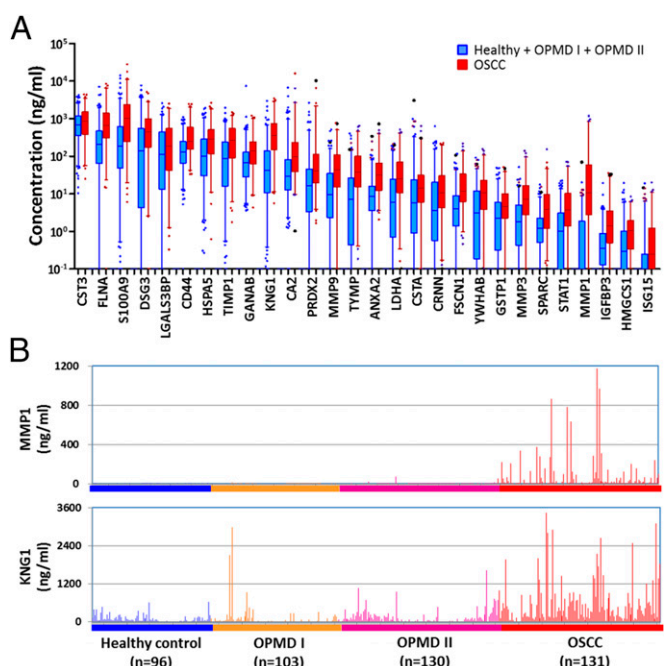 A
Concentration (ng/ml)
10⁵
10⁴
10³
10²
10¹
10⁰
10⁻¹
Healthy + OPMD I + OPMD II
OSCC
CST3
FLNA
S100A9
DSG3
LGALS3BP
CD44
HSPA5
TIMP1
GANAB
KNG1
CA2
PRDX2
MMP9
TYMP
ANXA2
LDHA
CSTA
CRNN
FSCN1
YWHAB
GSTP1
MMP3
SPARC
STAT1
MMP1
IGFBP3
HMGCS1
ISG15
B
MMP1
(ng/ml)
1200
800
400
0
KNG1
(ng/ml)
3600
2400
1200
0
Healthy control
(n=96)
OPMD I
(n=103)
OPMD II
(n=130)
OSCC
(n=131)